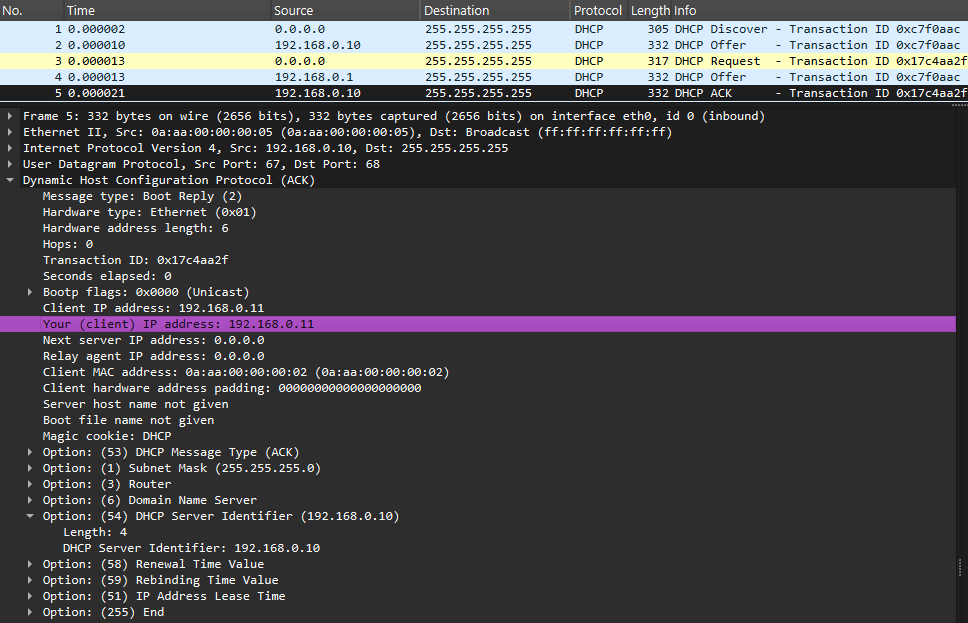 No. Time Source Destination Protocol Length Info
1 0.000002 0.0.0.0 255.255.255.255 DHCP 305 DHCP Discover - Transaction ID 0xc7f0aac
2 0.000010 192.168.0.10 255.255.255.255 DHCP 332 DHCP Offer - Transaction ID 0xc7f0aac
3 0.000013 0.0.0.0 255.255.255.255 DHCP 317 DHCP Request - Transaction ID 0x17c4aa2f
4 0.000013 192.168.0.1 255.255.255.255 DHCP 332 DHCP Offer - Transaction ID 0xc7f0aac
5 0.000021 192.168.0.10 255.255.255.255 DHCP 332 DHCP ACK - Transaction ID 0x17c4aa2f
Frame 5: 332 bytes on wire (2656 bits), 332 bytes captured (2656 bits) on interface eth0, id 0 (inbound)
Ethernet II, Src: 0a:aa:00:00:00:05 (0a:aa:00:00:00:05), Dst: Broadcast (ff:ff:ff:ff:ff:ff)
Internet Protocol Version 4, Src: 192.168.0.10, Dst: 255.255.255.255
User Datagram Protocol, Src Port: 67, Dst Port: 68
Dynamic Host Configuration Protocol (ACK)
Message type: Boot Reply (2)
Hardware type: Ethernet (0x01)
Hardware address length: 6
Hops: 0
Transaction ID: 0x17c4aa2f
Seconds elapsed: 0
Bootp flags: 0x0000 (Unicast)
Client IP address: 192.168.0.11
Your (client) IP address: 192.168.0.11
Next server IP address: 0.0.0.0
Relay agent IP address: 0.0.0.0
Client MAC address: 0a:aa:00:00:00:02 (0a:aa:00:00:00:02)
Client hardware address padding: 00000000000000000000
Server host name not given
Boot file name not given
Magic cookie: DHCP
Option: (53) DHCP Message Type (ACK)
Option: (1) Subnet Mask (255.255.255.0)
Option: (3) Router
Option: (6) Domain Name Server
Option: (54) DHCP Server Identifier (192.168.0.10)
Length: 4
DHCP Server Identifier: 192.168.0.10
Option: (58) Renewal Time Value
Option: (59) Rebinding Time Value
Option: (51) IP Address Lease Time
Option: (255) End